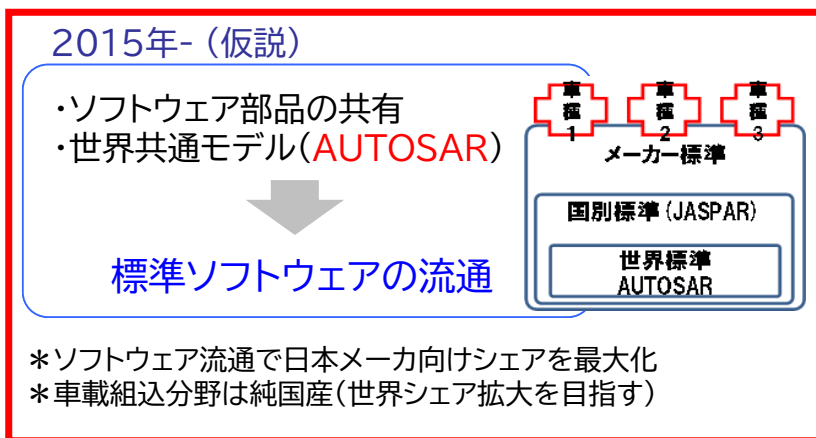 2015年-（仮説）
・ソフトウェア部品の共有
・世界共通モデル（AUTOSAR）
標準ソフトウェアの流通
車種1
車種2
車種3
メーカー標準
国別標準（JASPAR）
世界標準
AUTOSAR
＊ソフトウェア流通で日本メーカ向けシェアを最大化
＊車載組込分野は純国産（世界シェア拡大を目指す）